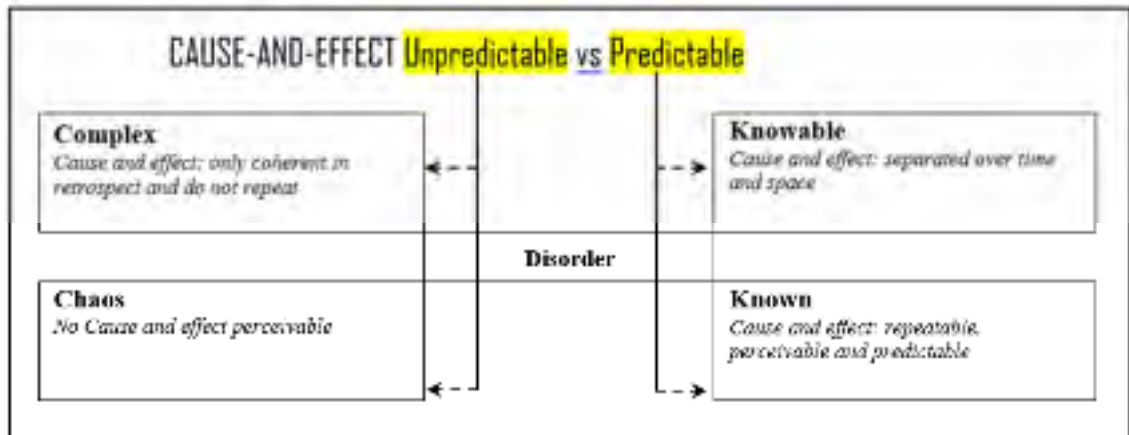 CAUSE-AND-EFFECT Unpredictable vs Predictable
Complex
Cause and effect: only coherent in
retrospect and do not repeat
Knowable
Cause and effect: separated over time
and space
Disorder
Chaos
No Cause and effect perceivable
Known
Cause and effect: repeatable,
perceivable and predictable